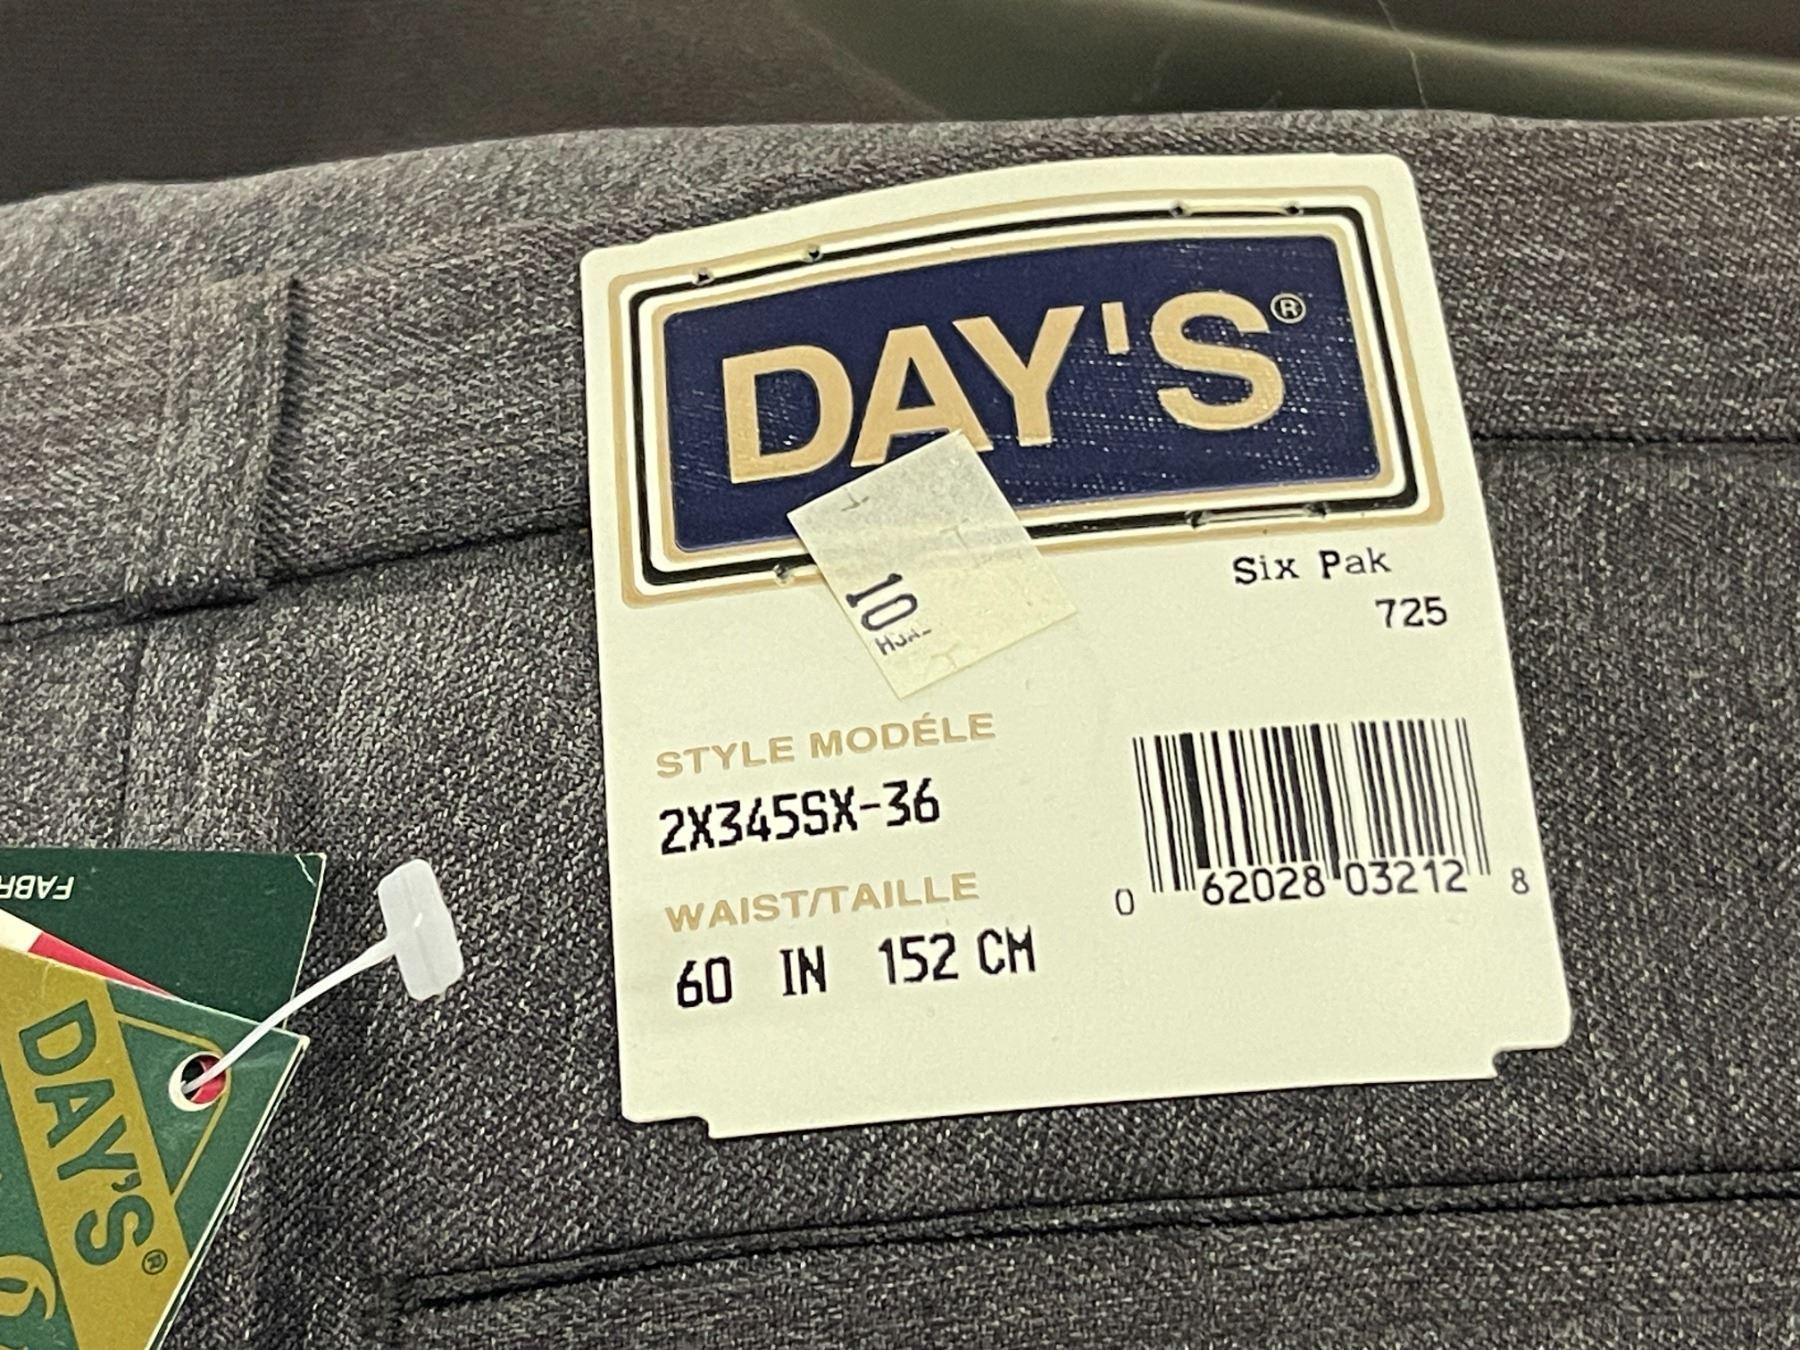 DAY'S®
Six Pak
725
10
STYLE MODÉLE
2X345SX-36
WAIST/TAILLE
60 IN 152 CM
0 62028 03212 8
DAY'S®